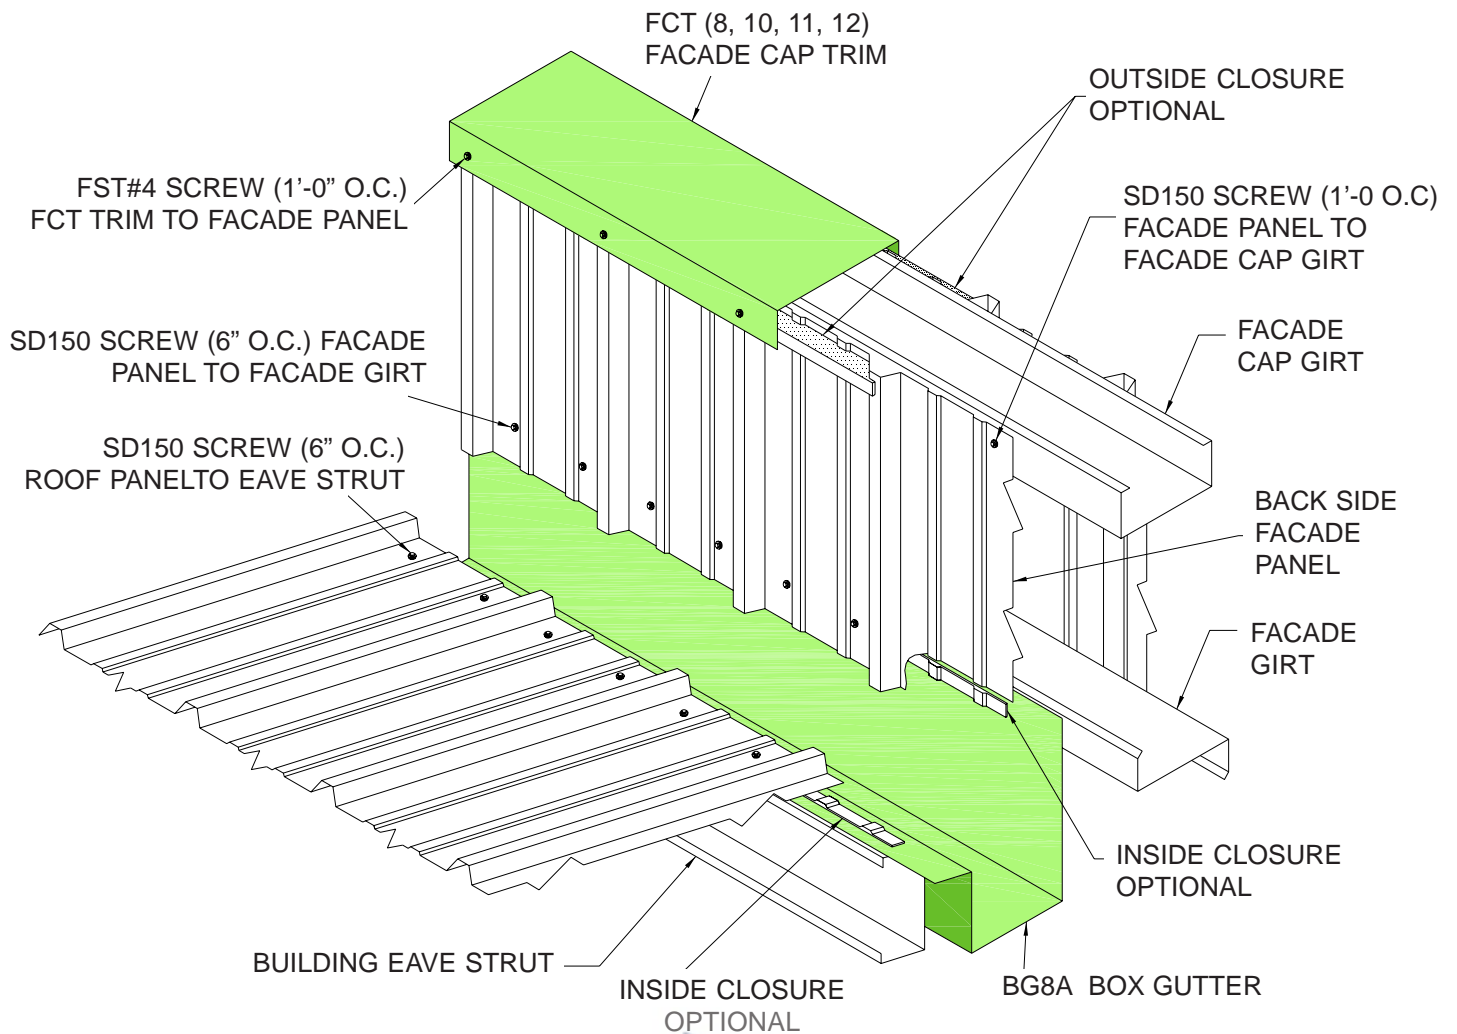 FCT (8, 10, 11, 12)
FACADE CAP TRIM
OUTSIDE CLOSURE
OPTIONAL
FST#4 SCREW (1’-0” O.C.)
FCT TRIM TO FACADE PANEL
SD150 SCREW (1’-0 O.C)
FACADE PANEL TO
FACADE CAP GIRT
SD150 SCREW (6” O.C.) FACADE
PANEL TO FACADE GIRT
FACADE
CAP GIRT
SD150 SCREW (6” O.C.)
ROOF PANELTO EAVE STRUT
BACK SIDE
FACADE
PANEL
FACADE
GIRT
INSIDE CLOSURE
OPTIONAL
BUILDING EAVE STRUT
INSIDE CLOSURE
OPTIONAL
BG8A BOX GUTTER